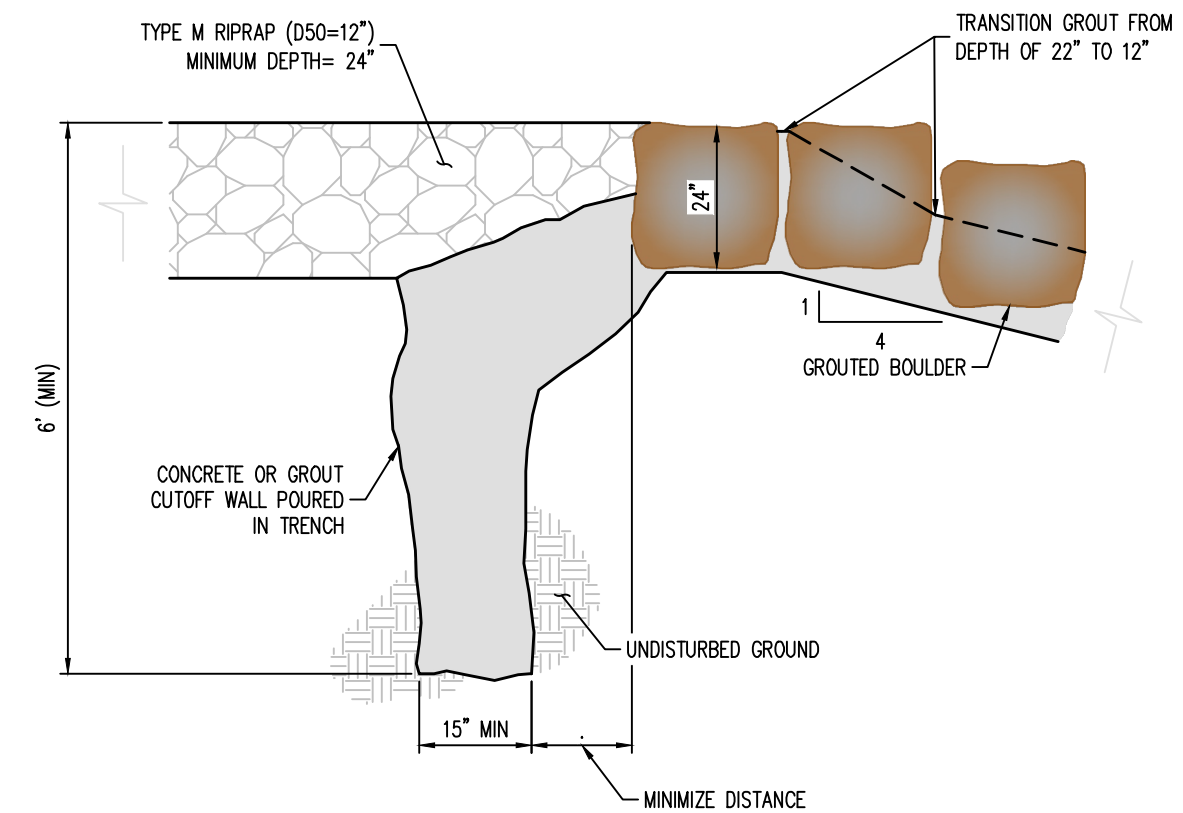 TYPE M RIPRAP (D50=12")
MINIMUM DEPTH= 24"
TRANSITION GROUT FROM
DEPTH OF 22" TO 12"
24"
1
4
GROUTED BOULDER
6' (MIN)
CONCRETE OR GROUT
CUTOFF WALL POURED
IN TRENCH
UNDISTURBED GROUND
15" MIN
MINIMIZE DISTANCE